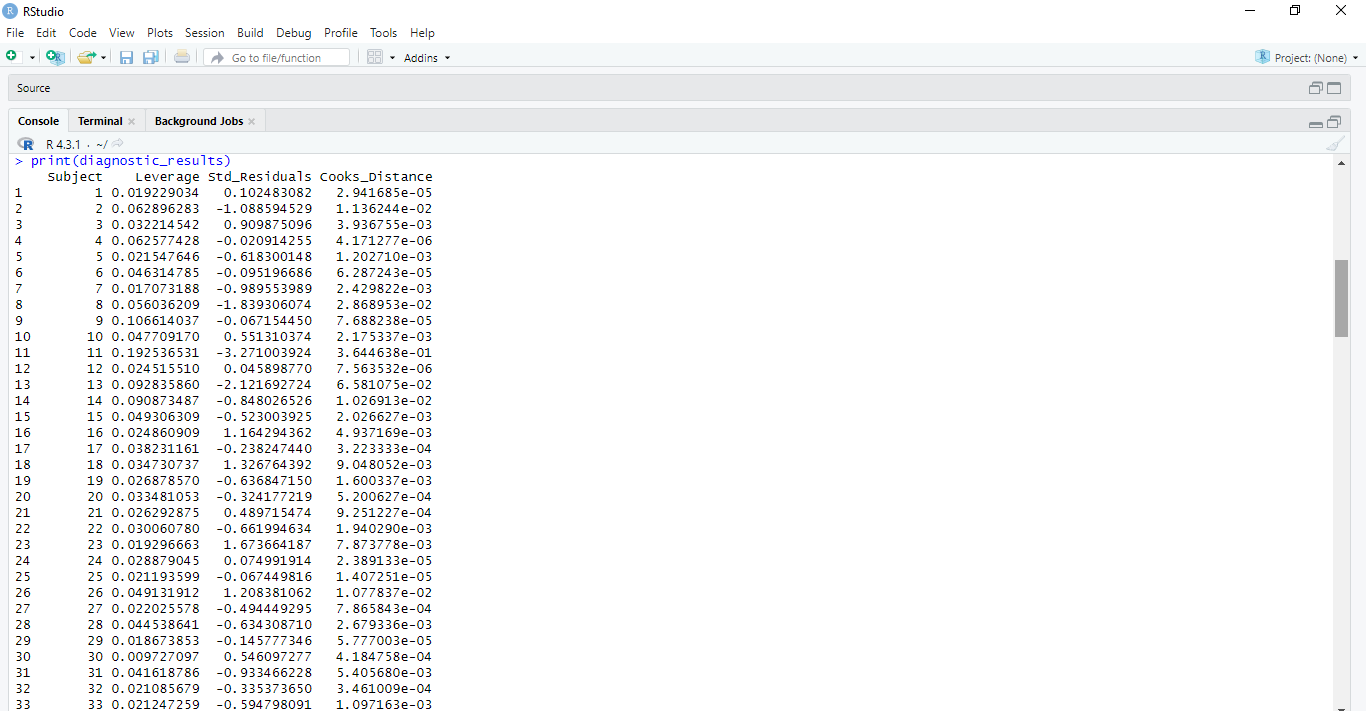 RStudio
File Edit Code View Plots Session Build Debug Profile Tools Help
Go to file/function Addins Project: (None)
Source
Console Terminal Background Jobs
R 4.3.1 · ~/
> print(diagnostic_results)
Subject Leverage Std_Residuals Cooks_Distance
1 1 0.019229034 0.102483082 2.941685e-05
2 2 0.062896283 -1.088594529 1.136244e-02
3 3 0.032214542 0.909875096 3.936755e-03
4 4 0.062577428 -0.020914255 4.171277e-06
5 5 0.021547646 -0.618300148 1.202710e-03
6 6 0.046314785 -0.095196686 6.287243e-05
7 7 0.017073188 -0.989553989 2.429822e-03
8 8 0.056036209 -1.839306074 2.868953e-02
9 9 0.106614037 -0.067154450 7.688238e-05
10 10 0.047709170 0.551310374 2.175337e-03
11 11 0.192536531 -3.271003924 3.644638e-01
12 12 0.024515510 0.045898770 7.563532e-06
13 13 0.092835860 -2.121692724 6.581075e-02
14 14 0.090873487 -0.848026526 1.026913e-02
15 15 0.049306309 -0.523003925 2.026627e-03
16 16 0.024860909 1.164294362 4.937169e-03
17 17 0.038231161 -0.238247440 3.223333e-04
18 18 0.034730737 1.326764392 9.048052e-03
19 19 0.026878570 -0.636847150 1.600337e-03
20 20 0.033481053 -0.324177219 5.200627e-04
21 21 0.026292875 0.489715474 9.251227e-04
22 22 0.030060780 -0.661994634 1.940290e-03
23 23 0.019296663 1.673664187 7.873778e-03
24 24 0.028879045 0.074991914 2.389133e-05
25 25 0.021193599 -0.067449816 1.407251e-05
26 26 0.049131912 1.208381062 1.077837e-02
27 27 0.022025578 -0.494449295 7.865843e-04
28 28 0.044538641 -0.634308710 2.679336e-03
29 29 0.018673853 -0.145777346 5.777003e-05
30 30 0.009727097 0.546097277 4.184758e-04
31 31 0.041618786 -0.933466228 5.405680e-03
32 32 0.021085679 -0.335373650 3.461009e-04
33 33 0.021247259 -0.594798091 1.097163e-03